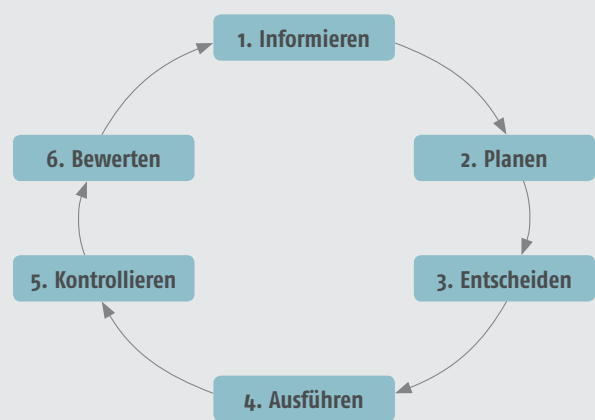 1. Informieren
2. Planen
3. Entscheiden
4. Ausführen
5. Kontrollieren
6. Bewerten